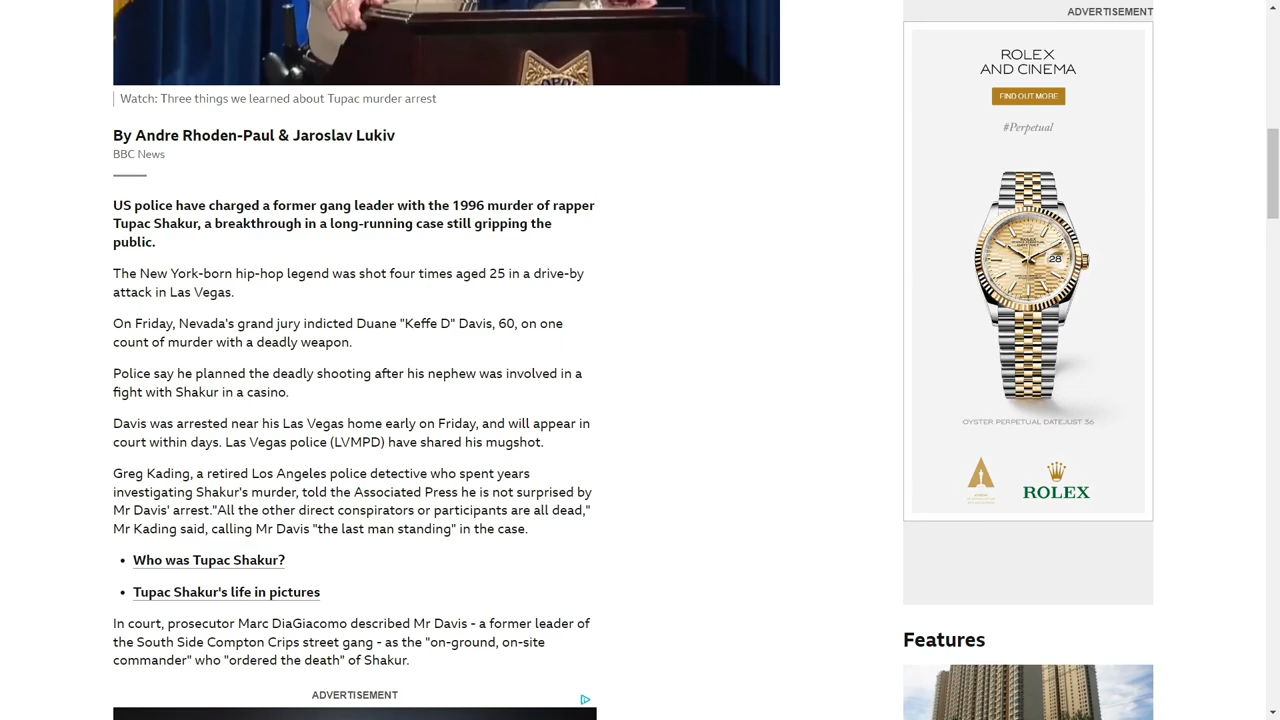 ADVERTISEMENT
ROLEX
AND CINEMA
FIND OUT MORE
#Perpetual
28
OYSTER PERPETUAL DATEJUST 36
ROLEX
Watch: Three things we learned about Tupac murder arrest
By Andre Rhoden-Paul & Jaroslav Lukiv
BBC News
US police have charged a former gang leader with the 1996 murder of rapper
Tupac Shakur, a breakthrough in a long-running case still gripping the
public.
The New York-born hip-hop legend was shot four times aged 25 in a drive-by
attack in Las Vegas.
On Friday, Nevada's grand jury indicted Duane "Keffe D" Davis, 60, on one
count of murder with a deadly weapon.
Police say he planned the deadly shooting after his nephew was involved in a
fight with Shakur in a casino.
Davis was arrested near his Las Vegas home early on Friday, and will appear in
court within days. Las Vegas police (LVMPD) have shared his mugshot.
Greg Kading, a retired Los Angeles police detective who spent years
investigating Shakur's murder, told the Associated Press he is not surprised by
Mr Davis' arrest."All the other direct conspirators or participants are all dead,"
Mr Kading said, calling Mr Davis "the last man standing" in the case.
• Who was Tupac Shakur?
• Tupac Shakur's life in pictures
In court, prosecutor Marc DiaGiacomo described Mr Davis - a former leader of
the South Side Compton Crips street gang - as the "on-ground, on-site
commander" who "ordered the death" of Shakur.
ADVERTISEMENT
Features